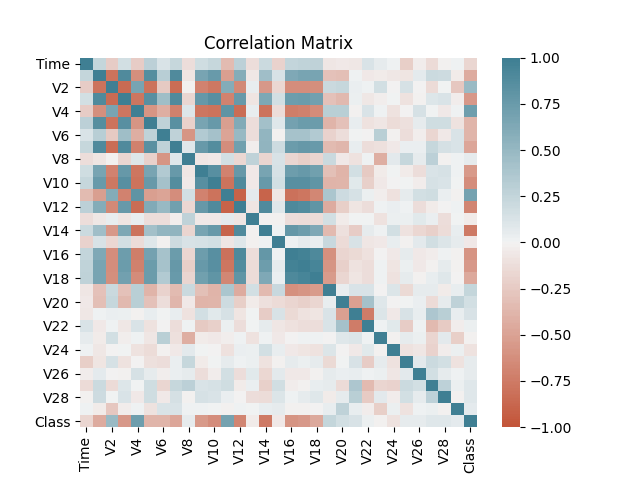 Correlation Matrix
Time
V2
V4
V6
V8
V10
V12
V14
V16
V18
V20
V22
V24
V26
V28
Class
Time
V2
V4
V6
V8
V10
V12
V14
V16
V18
V20
V22
V24
V26
V28
Class
1.00
0.75
0.50
0.25
0.00
−0.25
−0.50
−0.75
−1.00